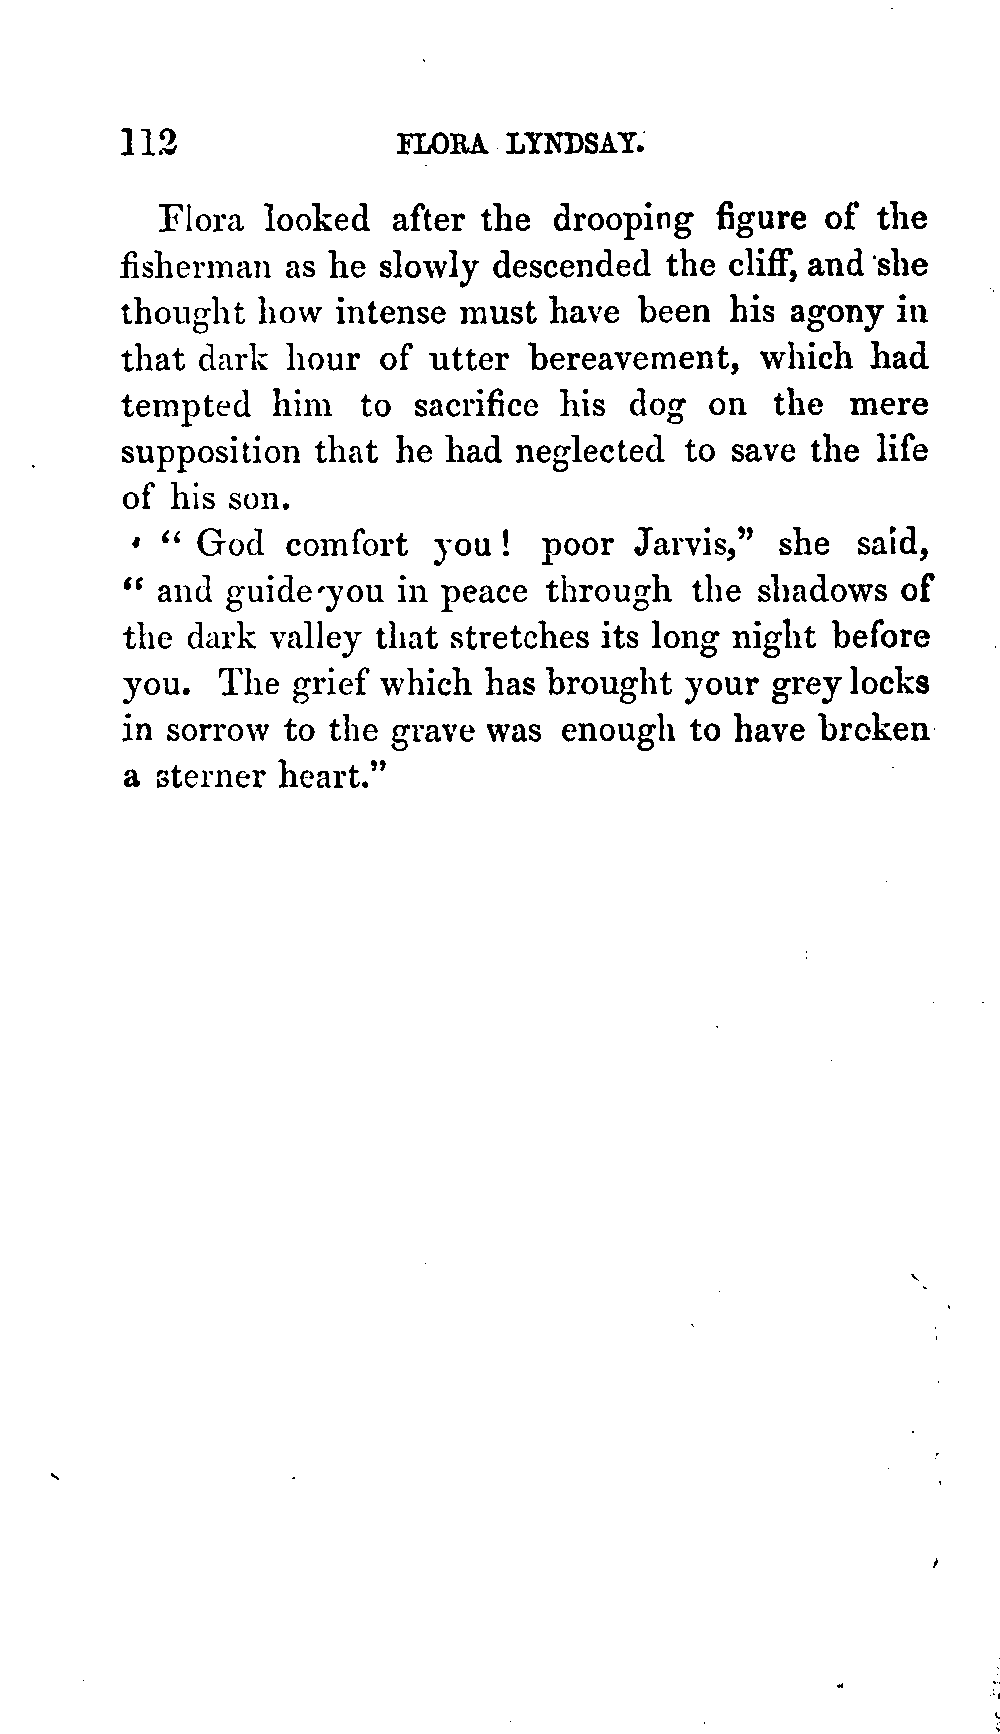 112 FLORA LYNDSAY.
Flora looked after the drooping figure of the
fisherman as he slowly descended the cliff, and she
thought how intense must have been his agony in
that dark hour of utter bereavement, which had
tempted him to sacrifice his dog on the mere
supposition that he had neglected to save the life
of his son.
“ God comfort you ! poor Jarvis,” she said,
“ and guide you in peace through the shadows of
the dark valley that stretches its long night before
you. The grief which has brought your grey locks
in sorrow to the grave was enough to have broken
a sterner heart.”